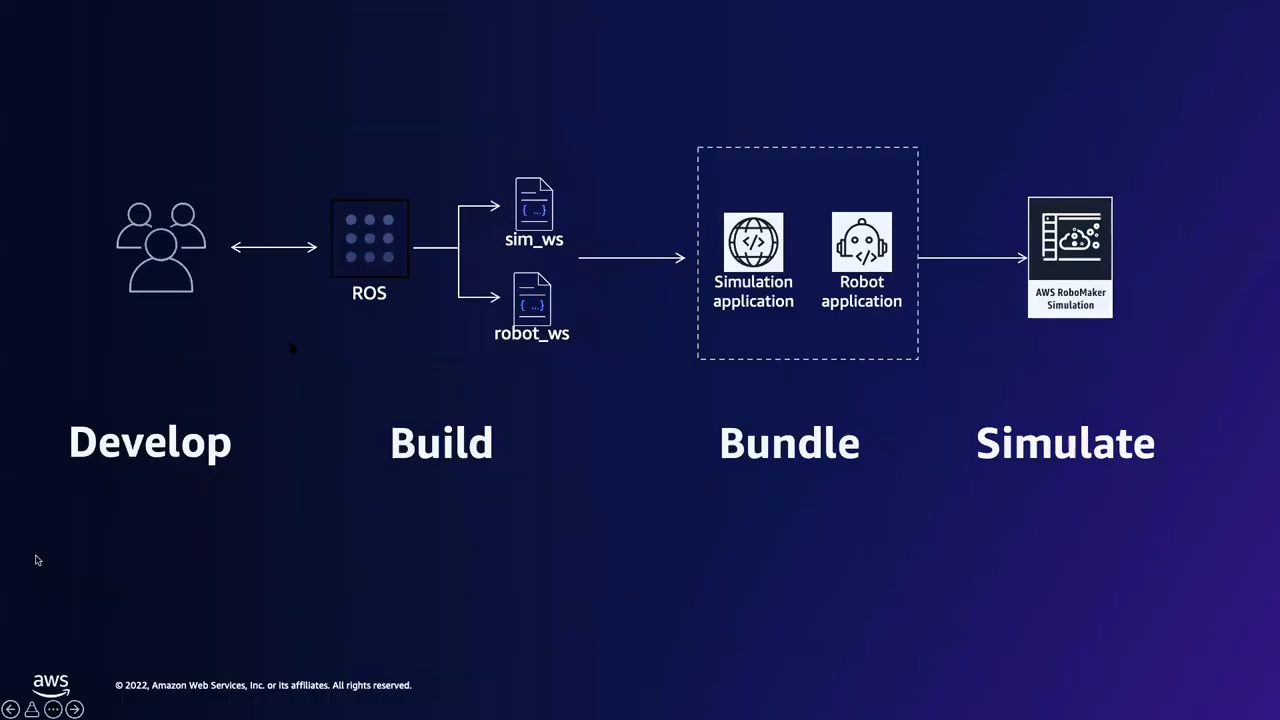 sim_ws
{ ... }
ROS
robot_ws
{ ... }
Simulation
application
Robot
application
AWS RoboMaker
Simulation
Develop
Build
Bundle
Simulate
aws
© 2022, Amazon Web Services, Inc. or its affiliates. All rights reserved.